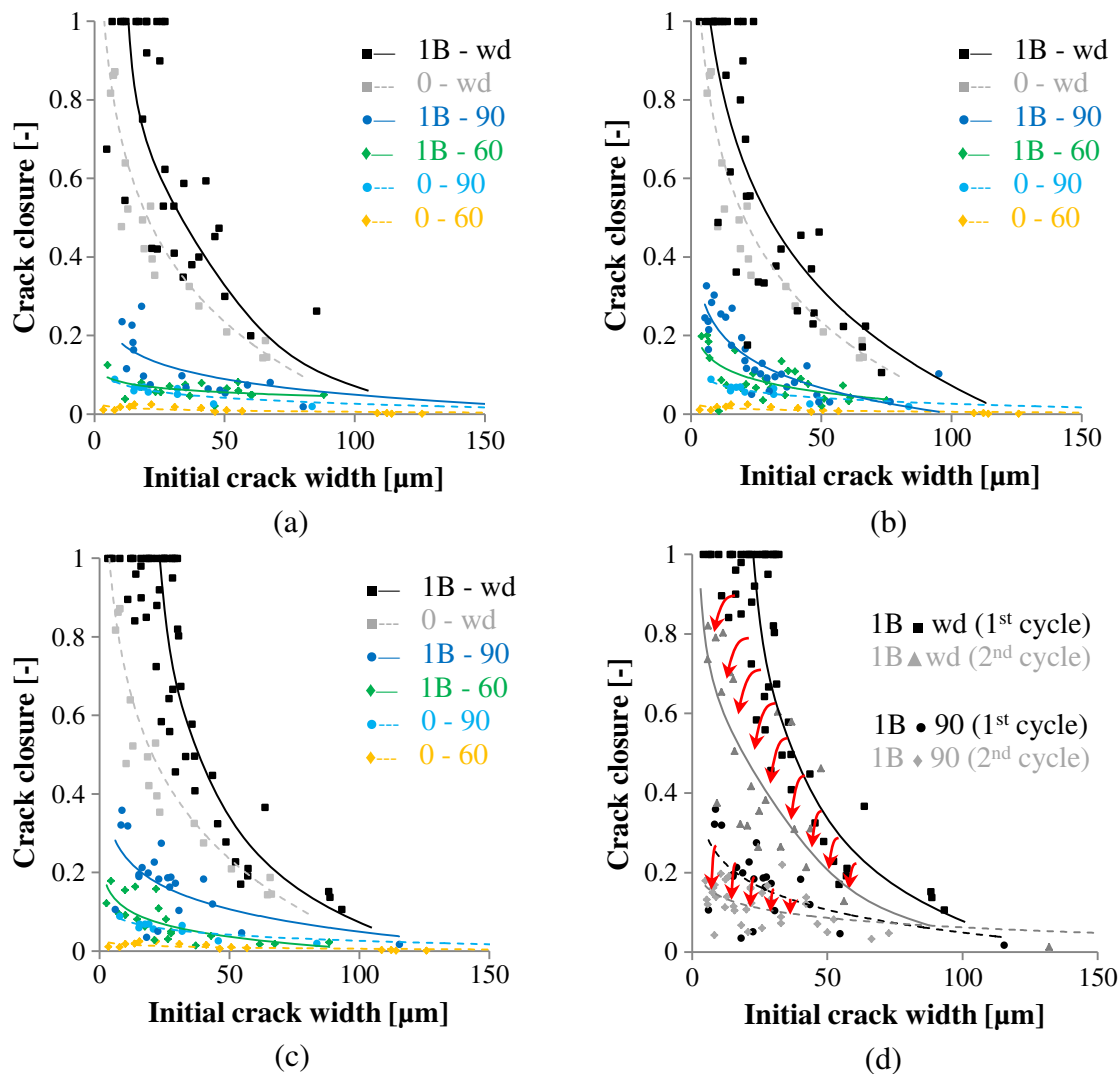 1
0.8
0.6
0.4
0.2
0
0 50 100 150
Crack closure [-]
Initial crack width [μm]
1B - wd
0 - wd
1B - 90
1B - 60
0 - 90
0 - 60
(a)
1
0.8
0.6
0.4
0.2
0
0 50 100 150
Crack closure [-]
Initial crack width [μm]
1B - wd
0 - wd
1B - 90
1B - 60
0 - 90
0 - 60
(b)
1
0.8
0.6
0.4
0.2
0
0 50 100 150
Crack closure [-]
Initial crack width [μm]
1B - wd
0 - wd
1B - 90
1B - 60
0 - 90
0 - 60
(c)
1
0.8
0.6
0.4
0.2
0
0 50 100 150
Crack closure [-]
Initial crack width [μm]
1B ■ wd (1st cycle)
1B ▲ wd (2nd cycle)
1B ● 90 (1st cycle)
1B ◆ 90 (2nd cycle)
(d)